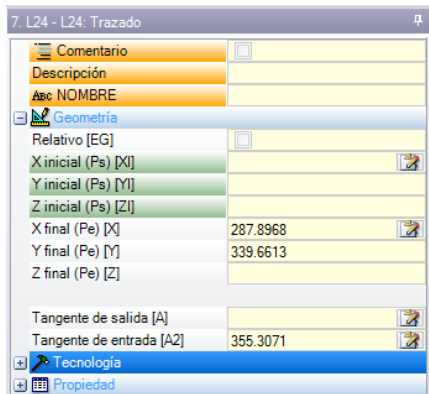 7. L24 - L24: Trazado
Comentario
Descripción
ABC NOMBRE
Geometría
Relativo [EG]
X inicial (Ps) [XI]
Y inicial (Ps) [YI]
Z inicial (Ps) [ZI]
X final (Pe) [X] 287.8968
Y final (Pe) [Y] 339.6613
Z final (Pe) [Z]
Tangente de salida [A]
Tangente de entrada [A2] 355.3071
Tecnología
Propiedad